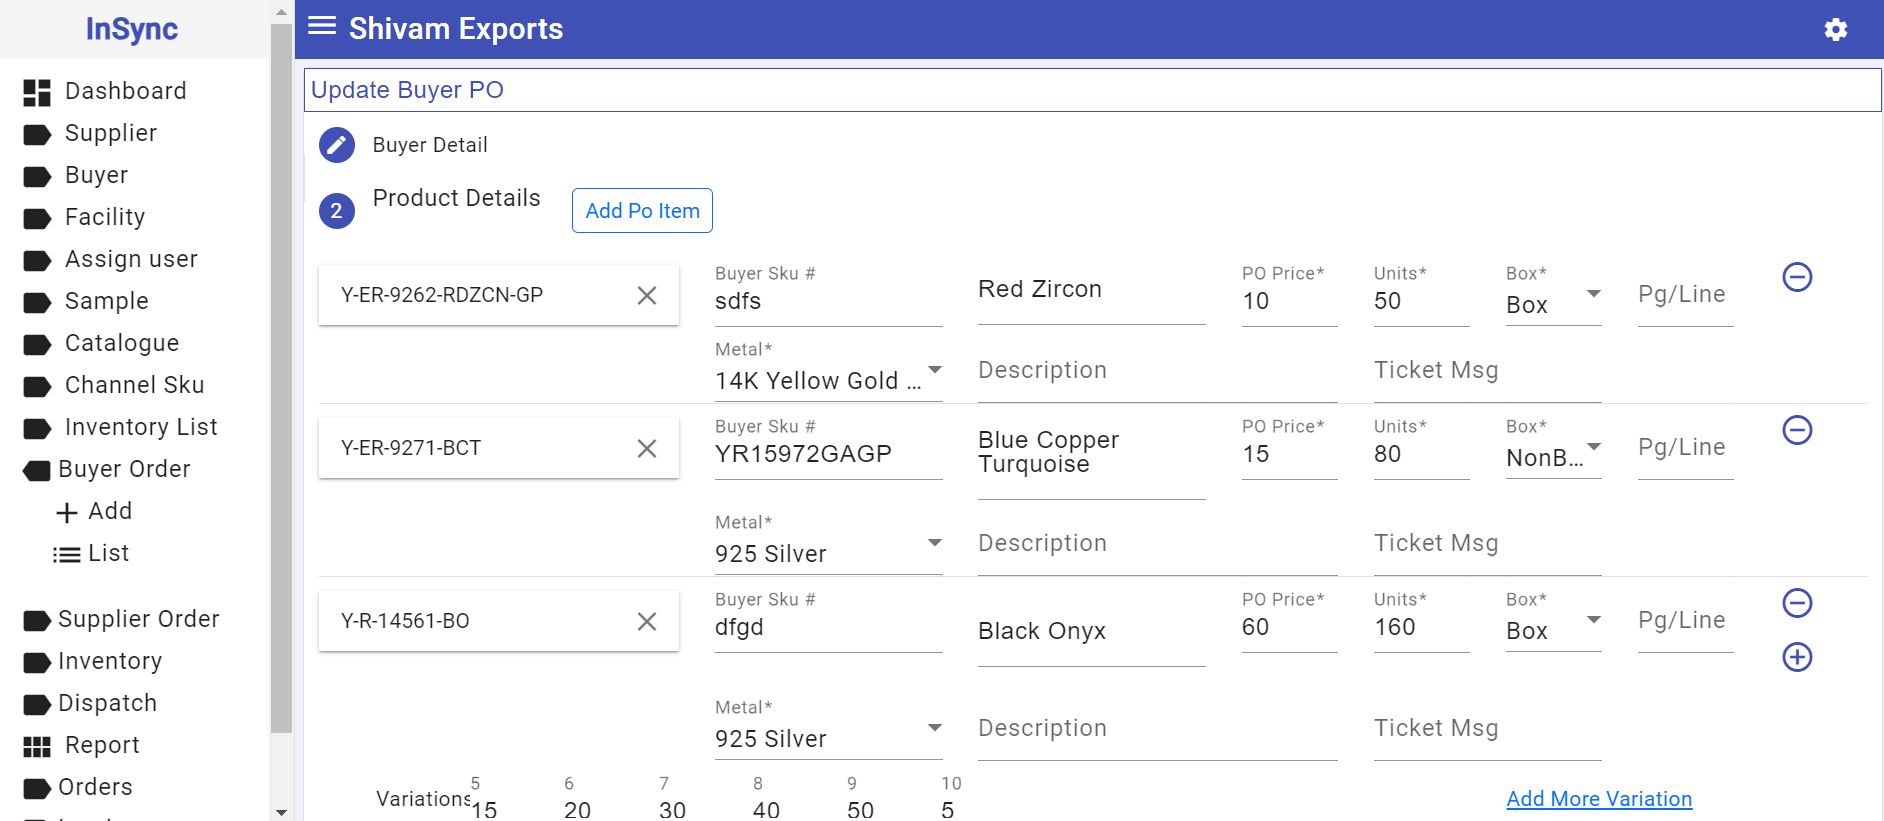 InSync
Shivam Exports
Dashboard
Supplier
Buyer
Facility
Assign user
Sample
Catalogue
Channel Sku
Inventory List
Buyer Order
Add
List
Supplier Order
Inventory
Dispatch
Report
Orders
Update Buyer PO
Buyer Detail
2 Product Details Add Po Item
Y-ER-9262-RDZCN-GP
Buyer Sku # PO Price* Units* Box*
sdfs Red Zircon 10 50 Box Pg/Line
Metal*
14K Yellow Gold ... Description Ticket Msg
Y-ER-9271-BCT
Buyer Sku # PO Price* Units* Box*
YR15972GAGP Blue Copper
Turquoise 15 80 NonB... Pg/Line
Metal*
925 Silver Description Ticket Msg
Y-R-14561-BO
Buyer Sku # PO Price* Units* Box*
dfgd Black Onyx 60 160 Box Pg/Line
Metal*
925 Silver Description Ticket Msg
5 6 7 8 9 10
Variations 15 20 30 40 50 5 Add More Variation